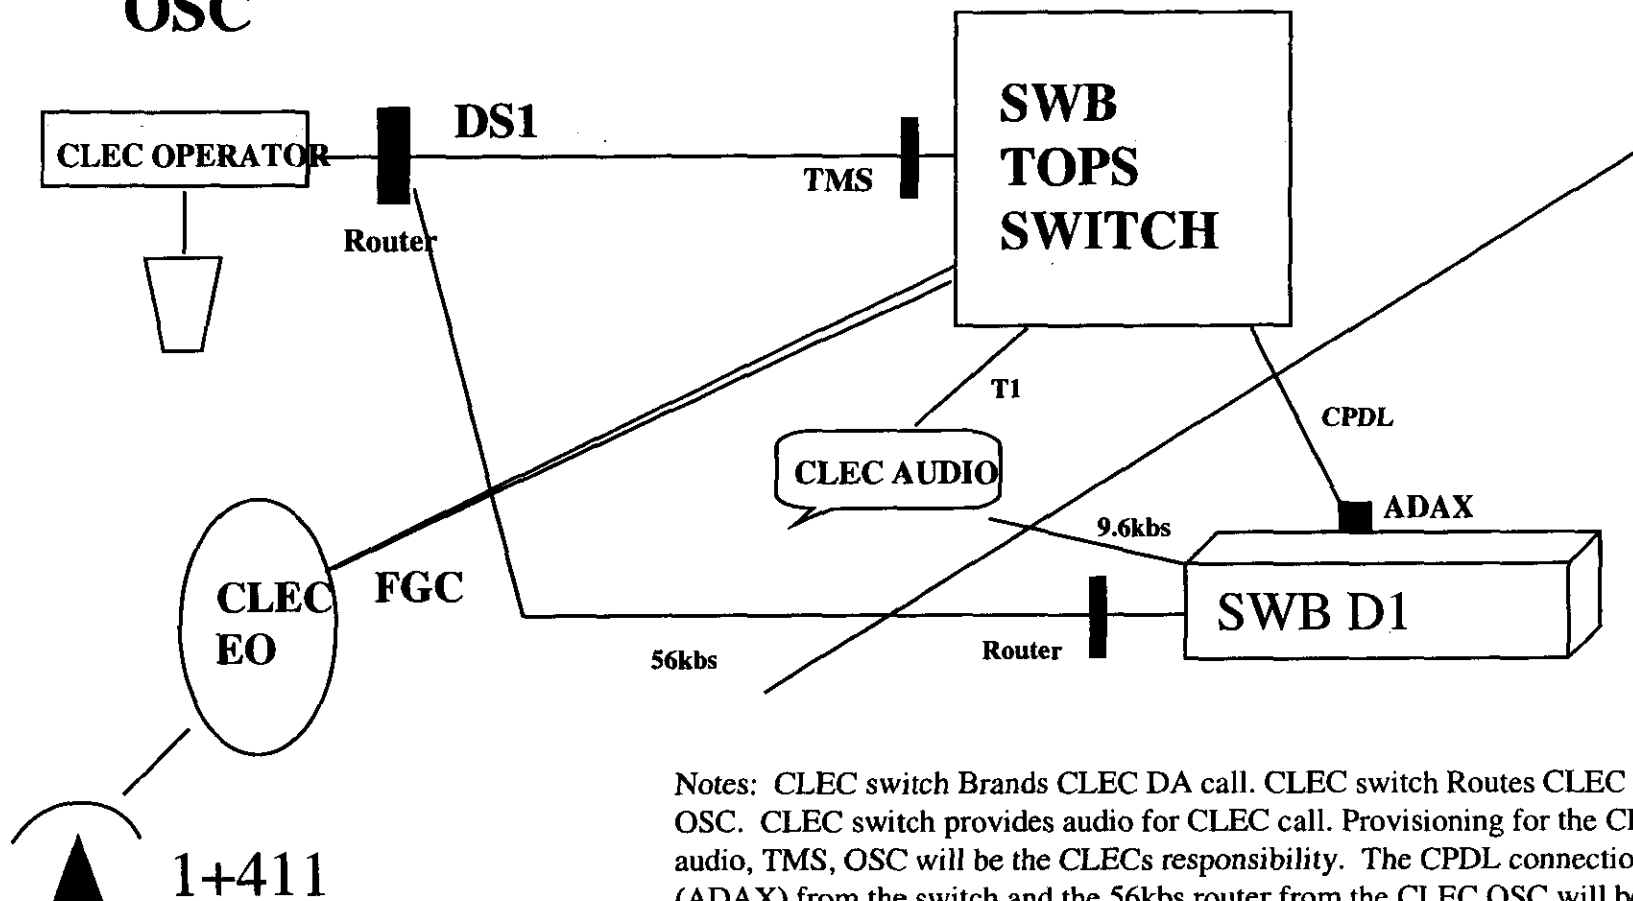 OSC
CLEC OPERATOR
DS1
TMS
Router
SWB
TOPS
SWITCH
T1
CPDL
CLEC AUDIO
ADAX
9.6kbs
CLEC
EO
FGC
SWB D1
56kbs
Router
Notes: CLEC switch Brands CLEC DA call. CLEC switch Routes CLEC
OSC. CLEC switch provides audio for CLEC call. Provisioning for the
audio, TMS, OSC will be the CLECs responsibility. The CPDL
(ADAX) from the switch and the 56kbs router from the CLEC OSC will
1+411